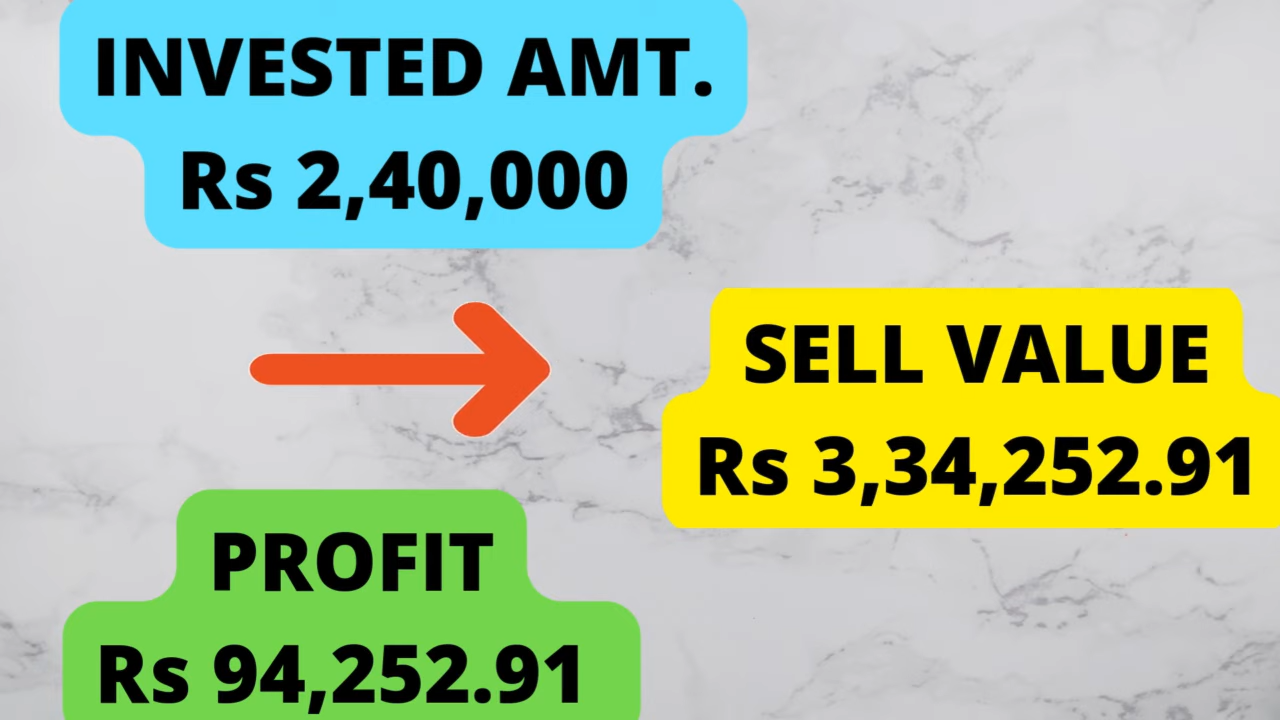 INVESTED AMT.
Rs 2,40,000
SELL VALUE
Rs 3,34,252.91
PROFIT
Rs 94,252.91